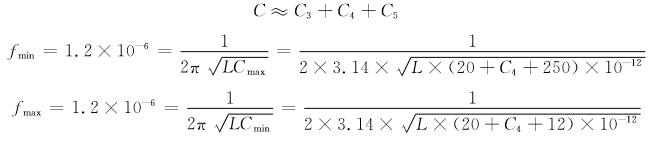 C ≈ C₃ + C₄ + C₅
f_min = 1.2 × 10⁻⁶ = 1 / (2π √(LC_max)) = 1 / (2 × 3.14 × √(L × (20 + C₄ + 250) × 10⁻¹²))
f_max = 1.2 × 10⁻⁶ = 1 / (2π √(LC_min)) = 1 / (2 × 3.14 × √(L × (20 + C₄ + 12) × 10⁻¹²))